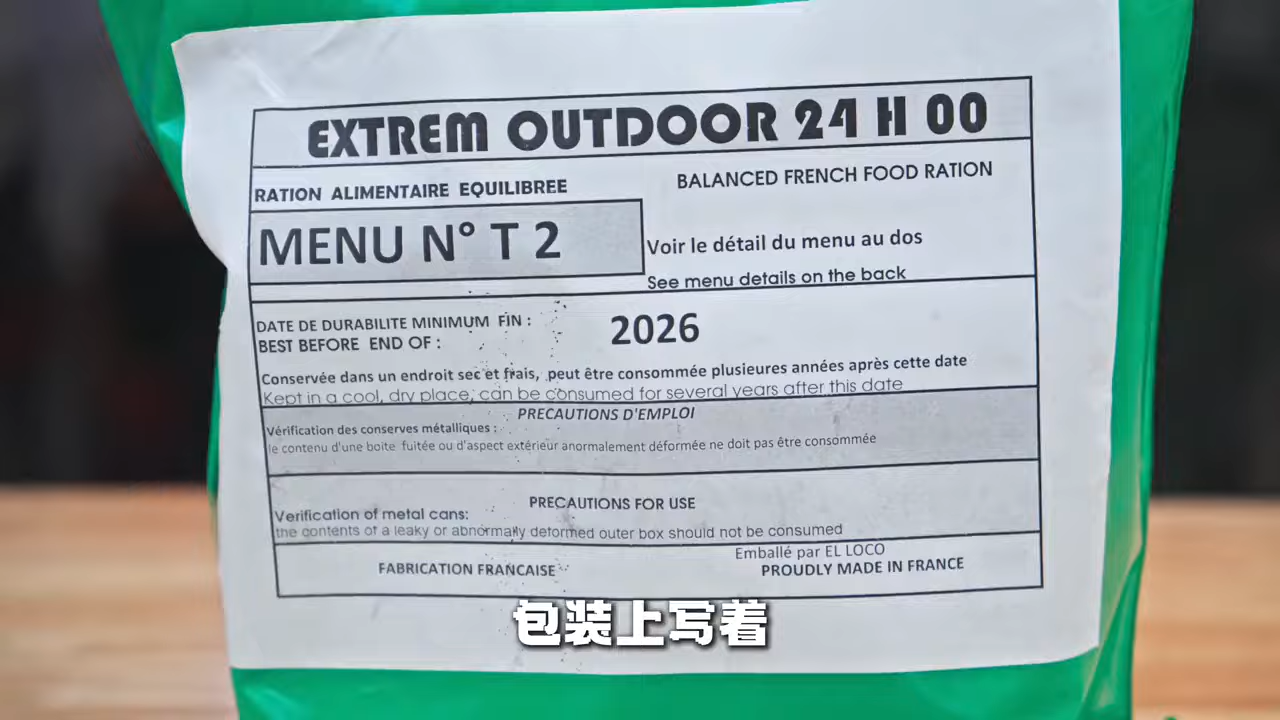 EXTREM OUTDOOR 24 H 00
RATION ALIMENTAIRE EQUILIBREE
BALANCED FRENCH FOOD RATION
MENU N° T 2
Voir le détail du menu au dos
See menu details on the back
DATE DE DURABILITE MINIMUM FIN :
BEST BEFORE END OF :
2026
Conservée dans un endroit sec et frais, peut être consommée plusieures années après cette date
Kept in a cool, dry place, can be consumed for several years after this date
PRECAUTIONS D'EMPLOI
Vérification des conserves métalliques :
le contenu d'une boite fuitée ou d'aspect extérieur anormalement déformée ne doit pas être consommée
PRECAUTIONS FOR USE
Verification of metal cans:
the contents of a leaky or abnormally deformed outer box should not be consumed
Emballé par EL LOCO
FABRICATION FRANCAISE
PROUDLY MADE IN FRANCE
包装上写着